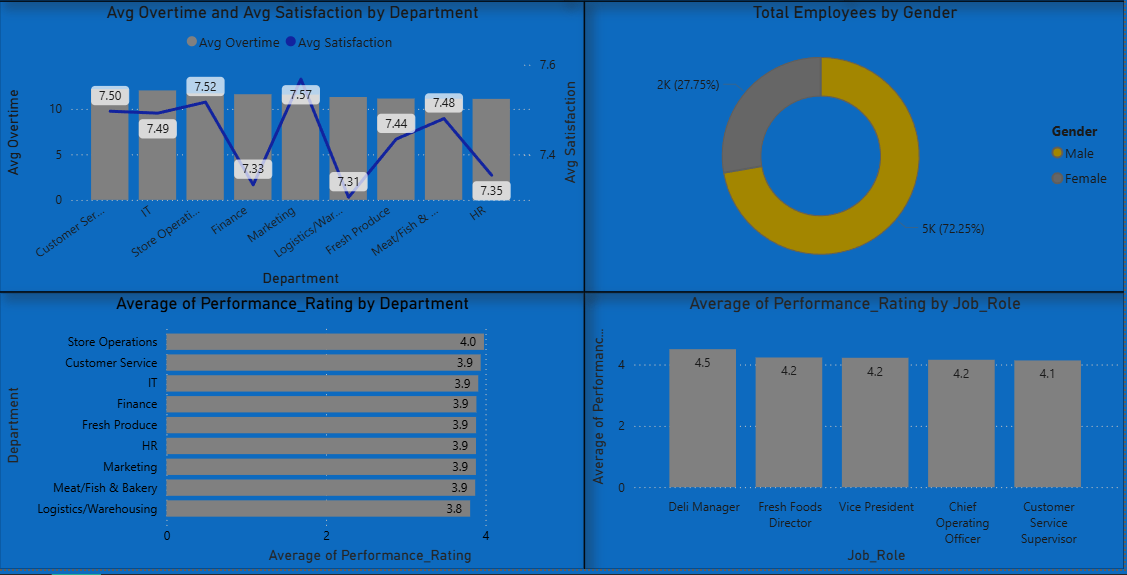 Avg Overtime and Avg Satisfaction by Department
Avg Overtime Avg Satisfaction
Avg Overtime
10
5
0
7.50
7.49
7.52
7.33
7.57
7.31
7.44
7.48
7.35
7.6
7.4
Avg Satisfaction
Customer Ser...
IT
Store Operati...
Finance
Marketing
Logistics/War...
Fresh Produce
Meat/Fish & ...
HR
Department
Total Employees by Gender
2K (27.75%)
5K (72.25%)
Gender
Male
Female
Average of Performance_Rating by Department
Department
Store Operations 4.0
Customer Service 3.9
IT 3.9
Finance 3.9
Fresh Produce 3.9
HR 3.9
Marketing 3.9
Meat/Fish & Bakery 3.9
Logistics/Warehousing 3.8
0 2 4
Average of Performance_Rating
Average of Performance_Rating by Job_Role
Average of Performanc...
4
2
0
4.5
4.2
4.2
4.2
4.1
Deli Manager
Fresh Foods
Director
Vice President
Chief
Operating
Officer
Customer
Service
Supervisor
Job_Role